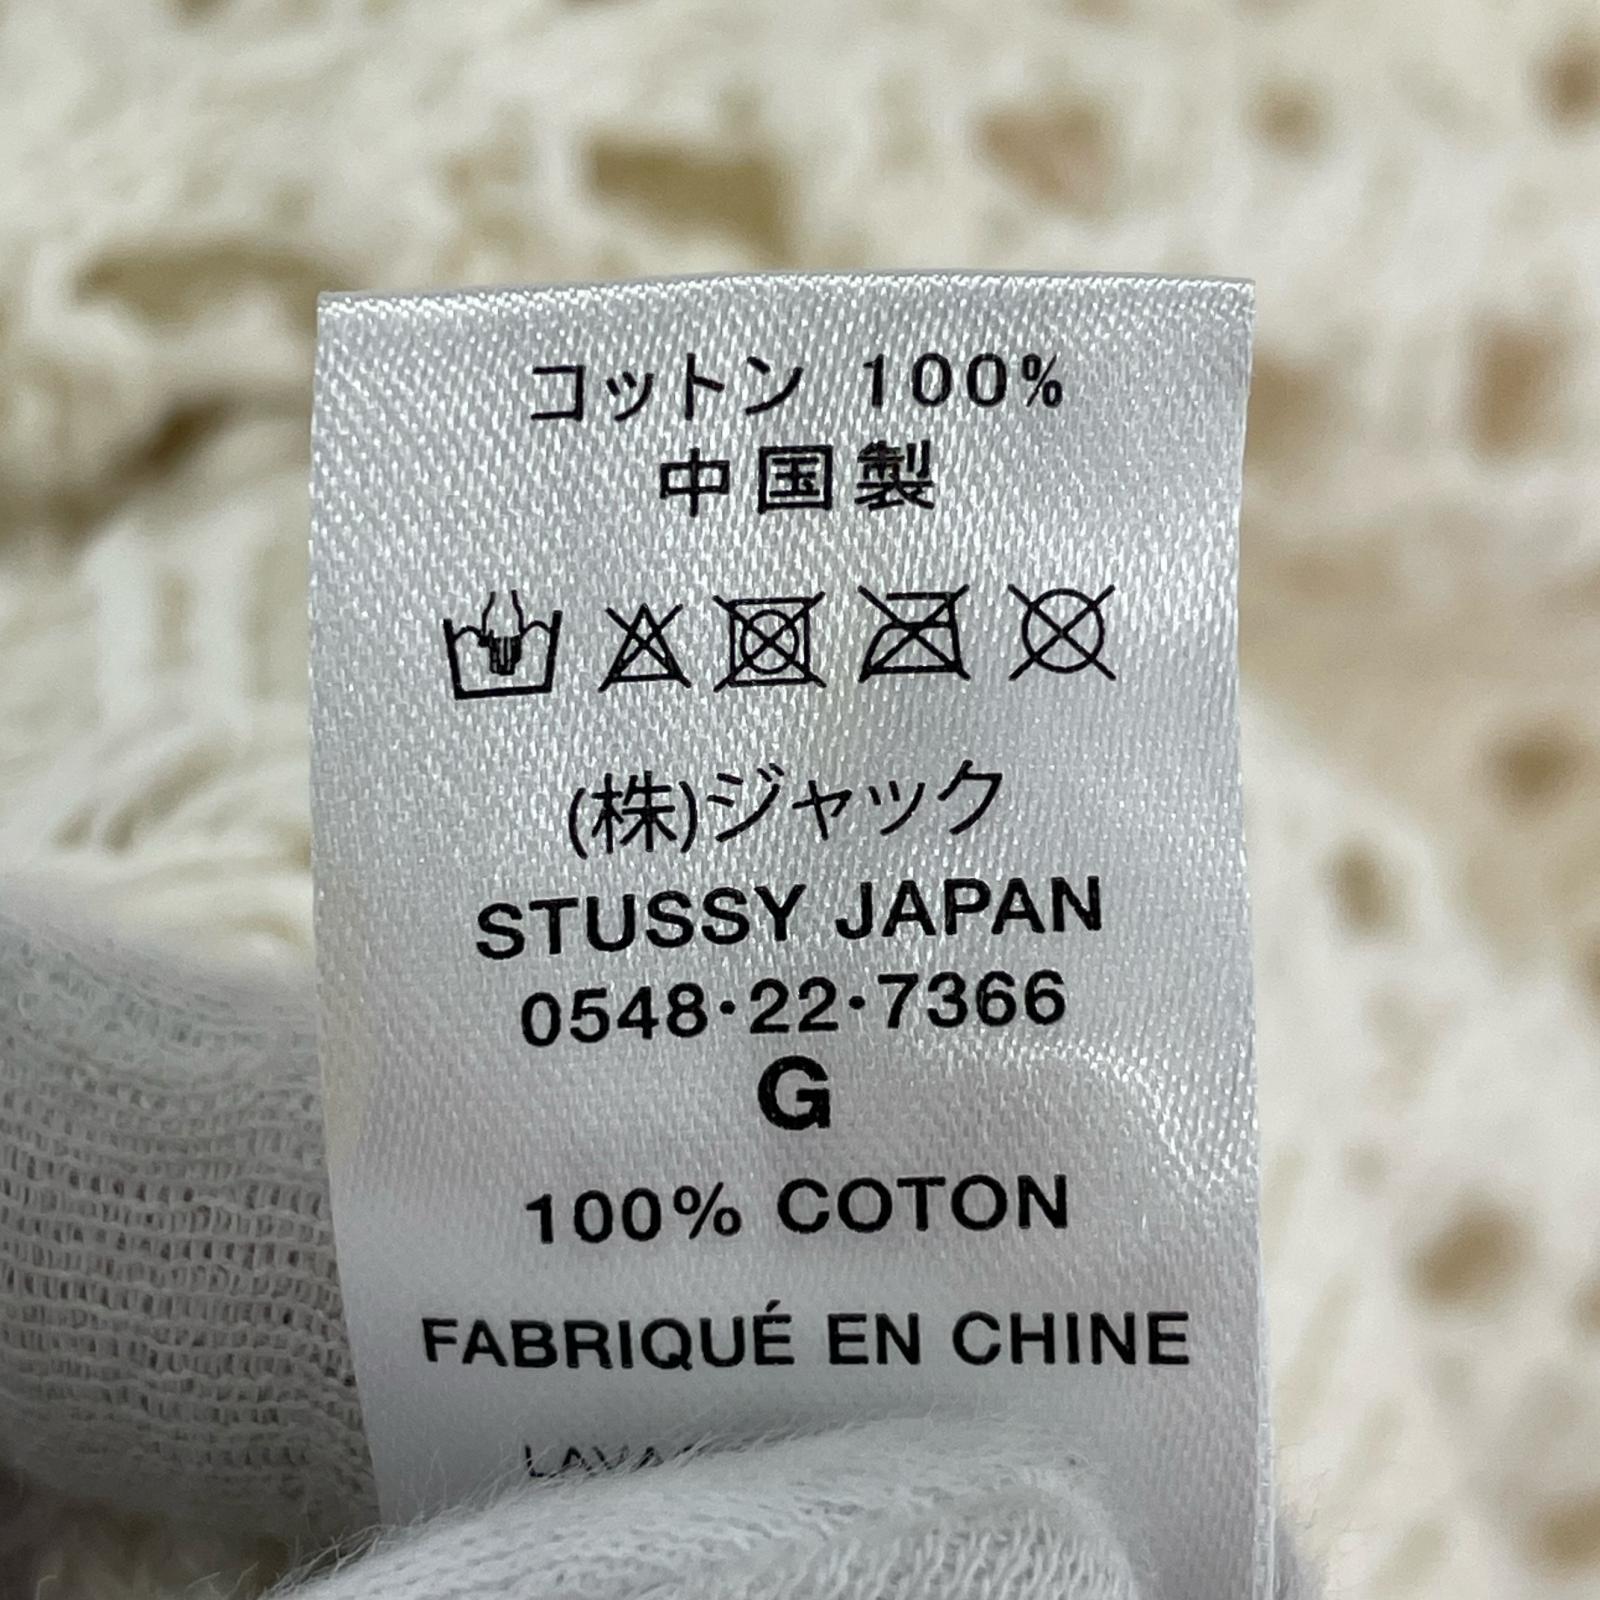 コットン 100%
中国製
(株)ジャック
STUSSY JAPAN
0548·22·7366
G
100% COTON
FABRIQUÉ EN CHINE